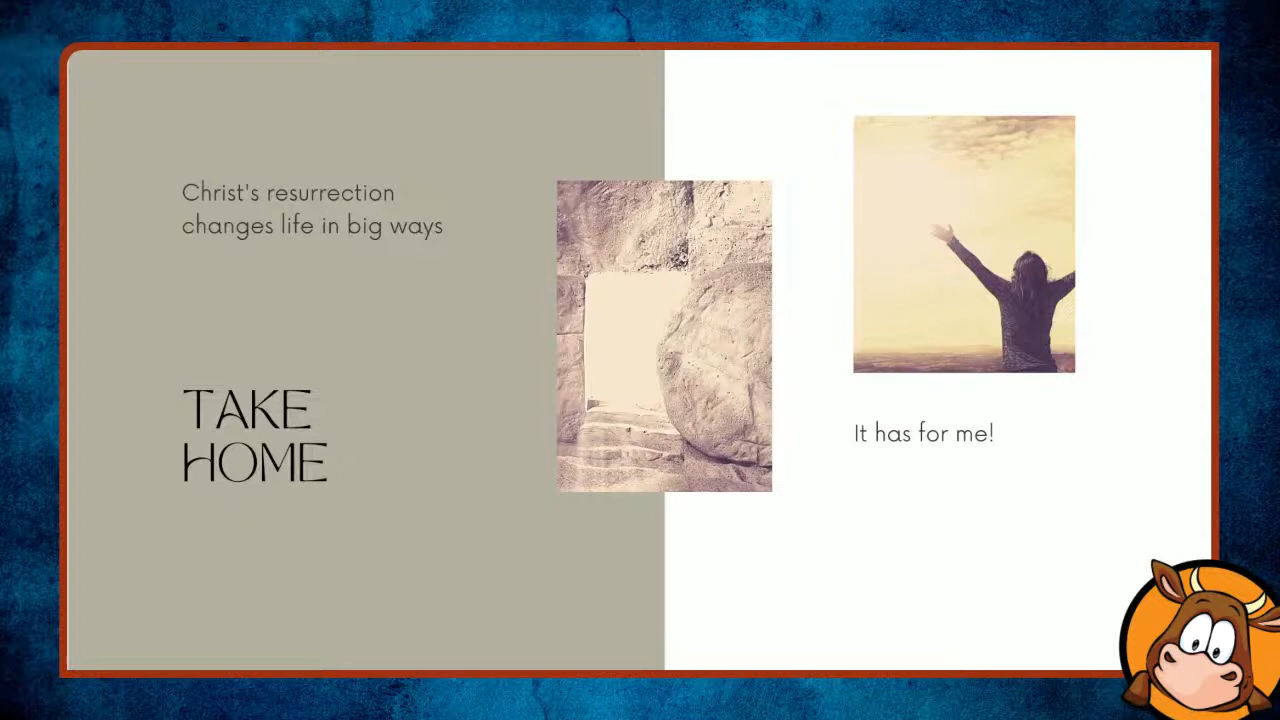 Christ's resurrection
changes life in big ways
TAKE
HOME
It has for me!